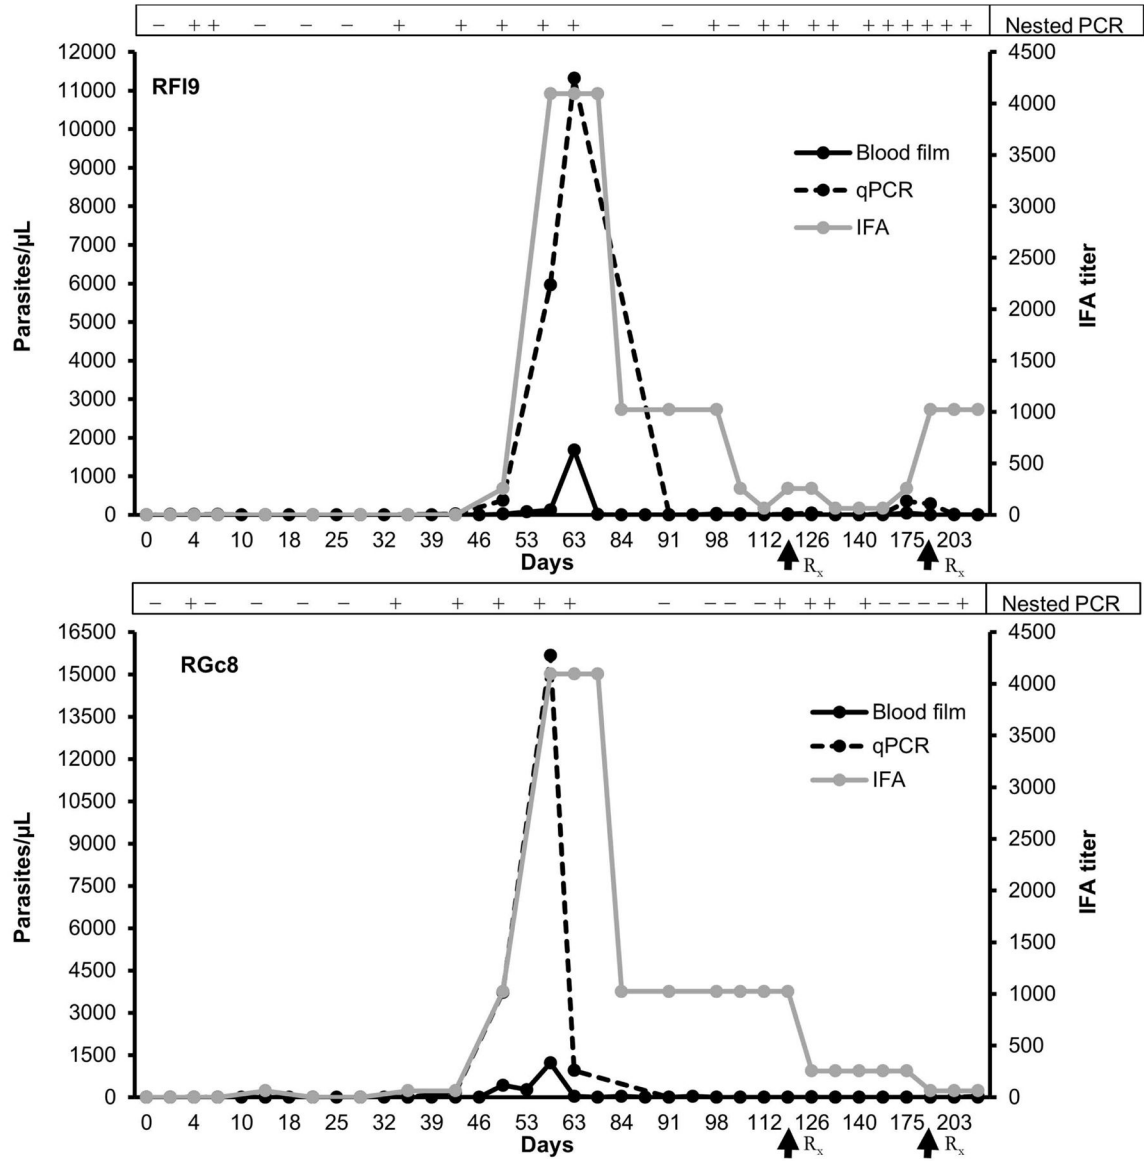 − + + − − − + + + + + − + − + + + + + + + + + Nested PCR
12000 4500
RFI9
11000 4000
10000
9000 3500
Blood film
8000 3000
qPCR
7000
IFA
2500
6000
2000
5000
4000 1500
3000
1000
2000
1000 500
0 0
Parasites/µL
IFA titer
0 4 10 18 25 32 39 46 53 63 84 91 98 112 126 140 175 203
Days
Rx Rx
− + − − − − + + + + + − − − − + + + + − − − − + Nested PCR
16500 4500
RGc8
15000 4000
13500 3500
Blood film
12000
qPCR
3000
10500
IFA
9000 2500
7500 2000
6000
1500
4500
1000
3000
1500 500
0 0
Parasites/µL
IFA titer
0 4 10 18 25 32 39 46 53 63 84 91 98 112 126 140 175 203
Days
Rx Rx